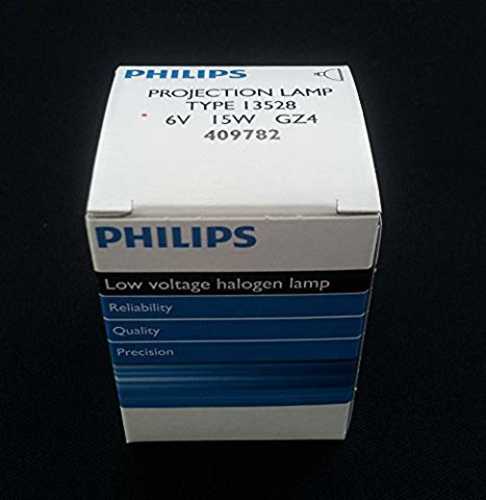 PHILIPS
PROJECTION LAMP
TYPE 13528
6V 15W GZ4
409782
PHILIPS
Low voltage halogen lamp
Reliability
Quality
Precision